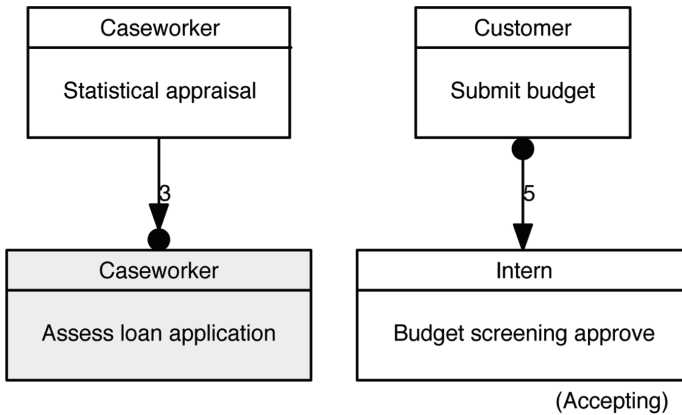 Caseworker
Statistical appraisal
3
Caseworker
Assess loan application
Customer
Submit budget
5
Intern
Budget screening approve
(Accepting)